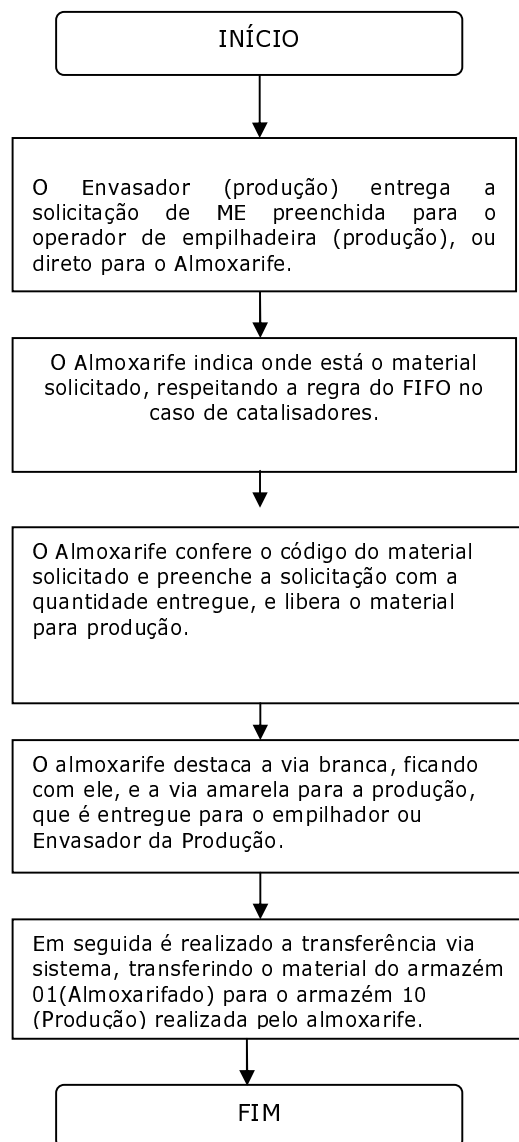 INÍCIO
O Envasador (produção) entrega a
solicitação de ME preenchida para o
operador de empilhadeira (produção), ou
direto para o Almoxarife.
O Almoxarife indica onde está o material
solicitado, respeitando a regra do FIFO no
caso de catalisadores.
O Almoxarife confere o código do material
solicitado e preenche a solicitação com a
quantidade entregue, e libera o material
para produção.
O almoxarife destaca a via branca, ficando
com ele, e a via amarela para a produção,
que é entregue para o empilhador ou
Envasador da Produção.
Em seguida é realizado a transferência via
sistema, transferindo o material do armazém
01(Almoxarifado) para o armazém 10
(Produção) realizada pelo almoxarife.
FIM